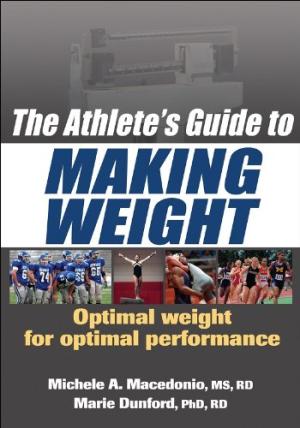 The Athlete's Guide to
MAKING
WEIGHT
Optimal weight
for optimal performance
Michele A. Macedonio, MS, RD
Marie Dunford, PhD, RD